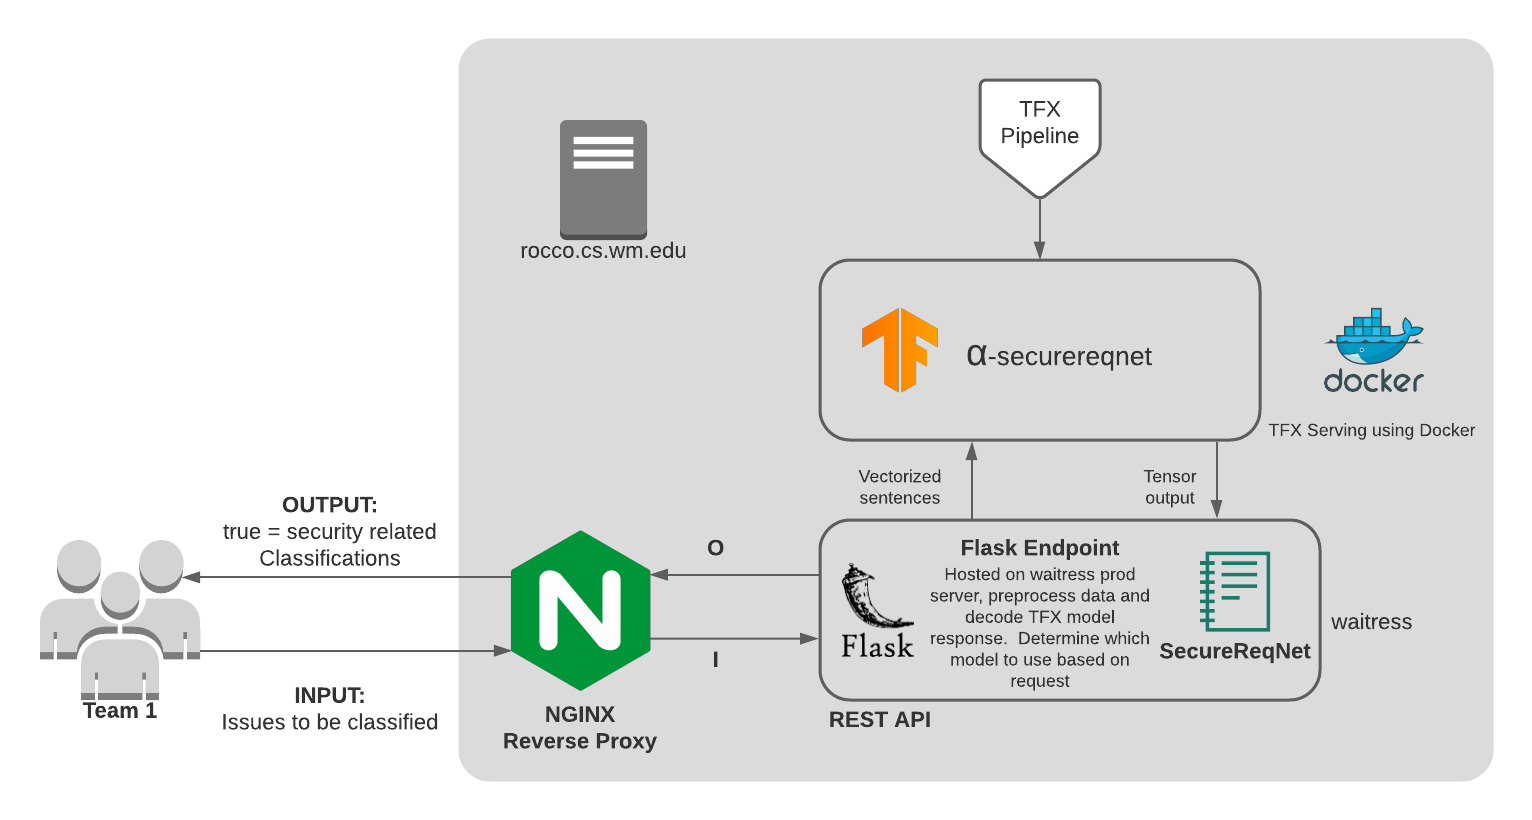 TFX
Pipeline
rocco.cs.wm.edu
α-securereqnet
docker
TFX Serving using Docker
Vectorized
sentences
Tensor
output
OUTPUT:
true = security related
Classifications
O
I
INPUT:
Issues to be classified
Team 1
NGINX
Reverse Proxy
Flask Endpoint
Hosted on waitress prod
server, preprocess data and
decode TFX model
response. Determine which
model to use based on
request
Flask
SecureReqNet
waitress
REST API